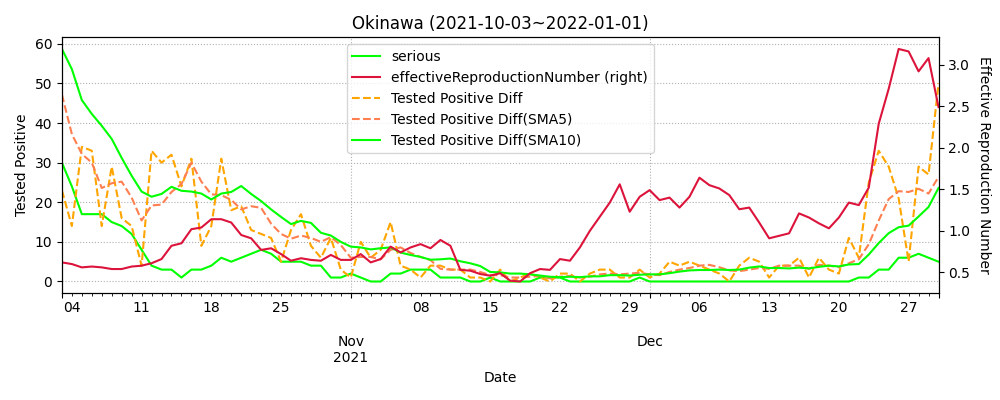 Okinawa (2021-10-03~2022-01-01)
serious
effectiveReproductionNumber (right)
Tested Positive Diff
Tested Positive Diff(SMA5)
Tested Positive Diff(SMA10)
Tested Positive
60
50
40
30
20
10
0
3.0
2.5
2.0
1.5
1.0
0.5
Effective Reproduction Number
04 11 18 25 08 15 22 29 06 13 20 27
Nov Dec
2021
Date